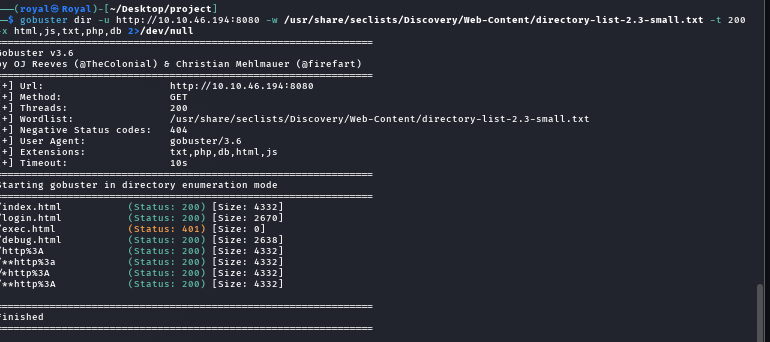 ──(royal㉿Royal)-[~/Desktop/project]
─$ gobuster dir -u http://10.10.46.194:8080 -w /usr/share/seclists/Discovery/Web-Content/directory-list-2.3-small.txt -t 200
-x html,js,txt,php,db 2>/dev/null
===============================================================
Gobuster v3.6
by OJ Reeves (@TheColonial) & Christian Mehlmauer (@firefart)
===============================================================
[+] Url: http://10.10.46.194:8080
[+] Method: GET
[+] Threads: 200
[+] Wordlist: /usr/share/seclists/Discovery/Web-Content/directory-list-2.3-small.txt
[+] Negative Status codes: 404
[+] User Agent: gobuster/3.6
[+] Extensions: txt,php,db,html,js
[+] Timeout: 10s
===============================================================
Starting gobuster in directory enumeration mode
===============================================================
/index.html (Status: 200) [Size: 4332]
/login.html (Status: 200) [Size: 2670]
/exec.html (Status: 401) [Size: 0]
/debug.html (Status: 200) [Size: 2638]
/http%3A (Status: 200) [Size: 4332]
/**http%3a (Status: 200) [Size: 4332]
/*http%3A (Status: 200) [Size: 4332]
/**http%3A (Status: 200) [Size: 4332]
===============================================================
Finished
===============================================================